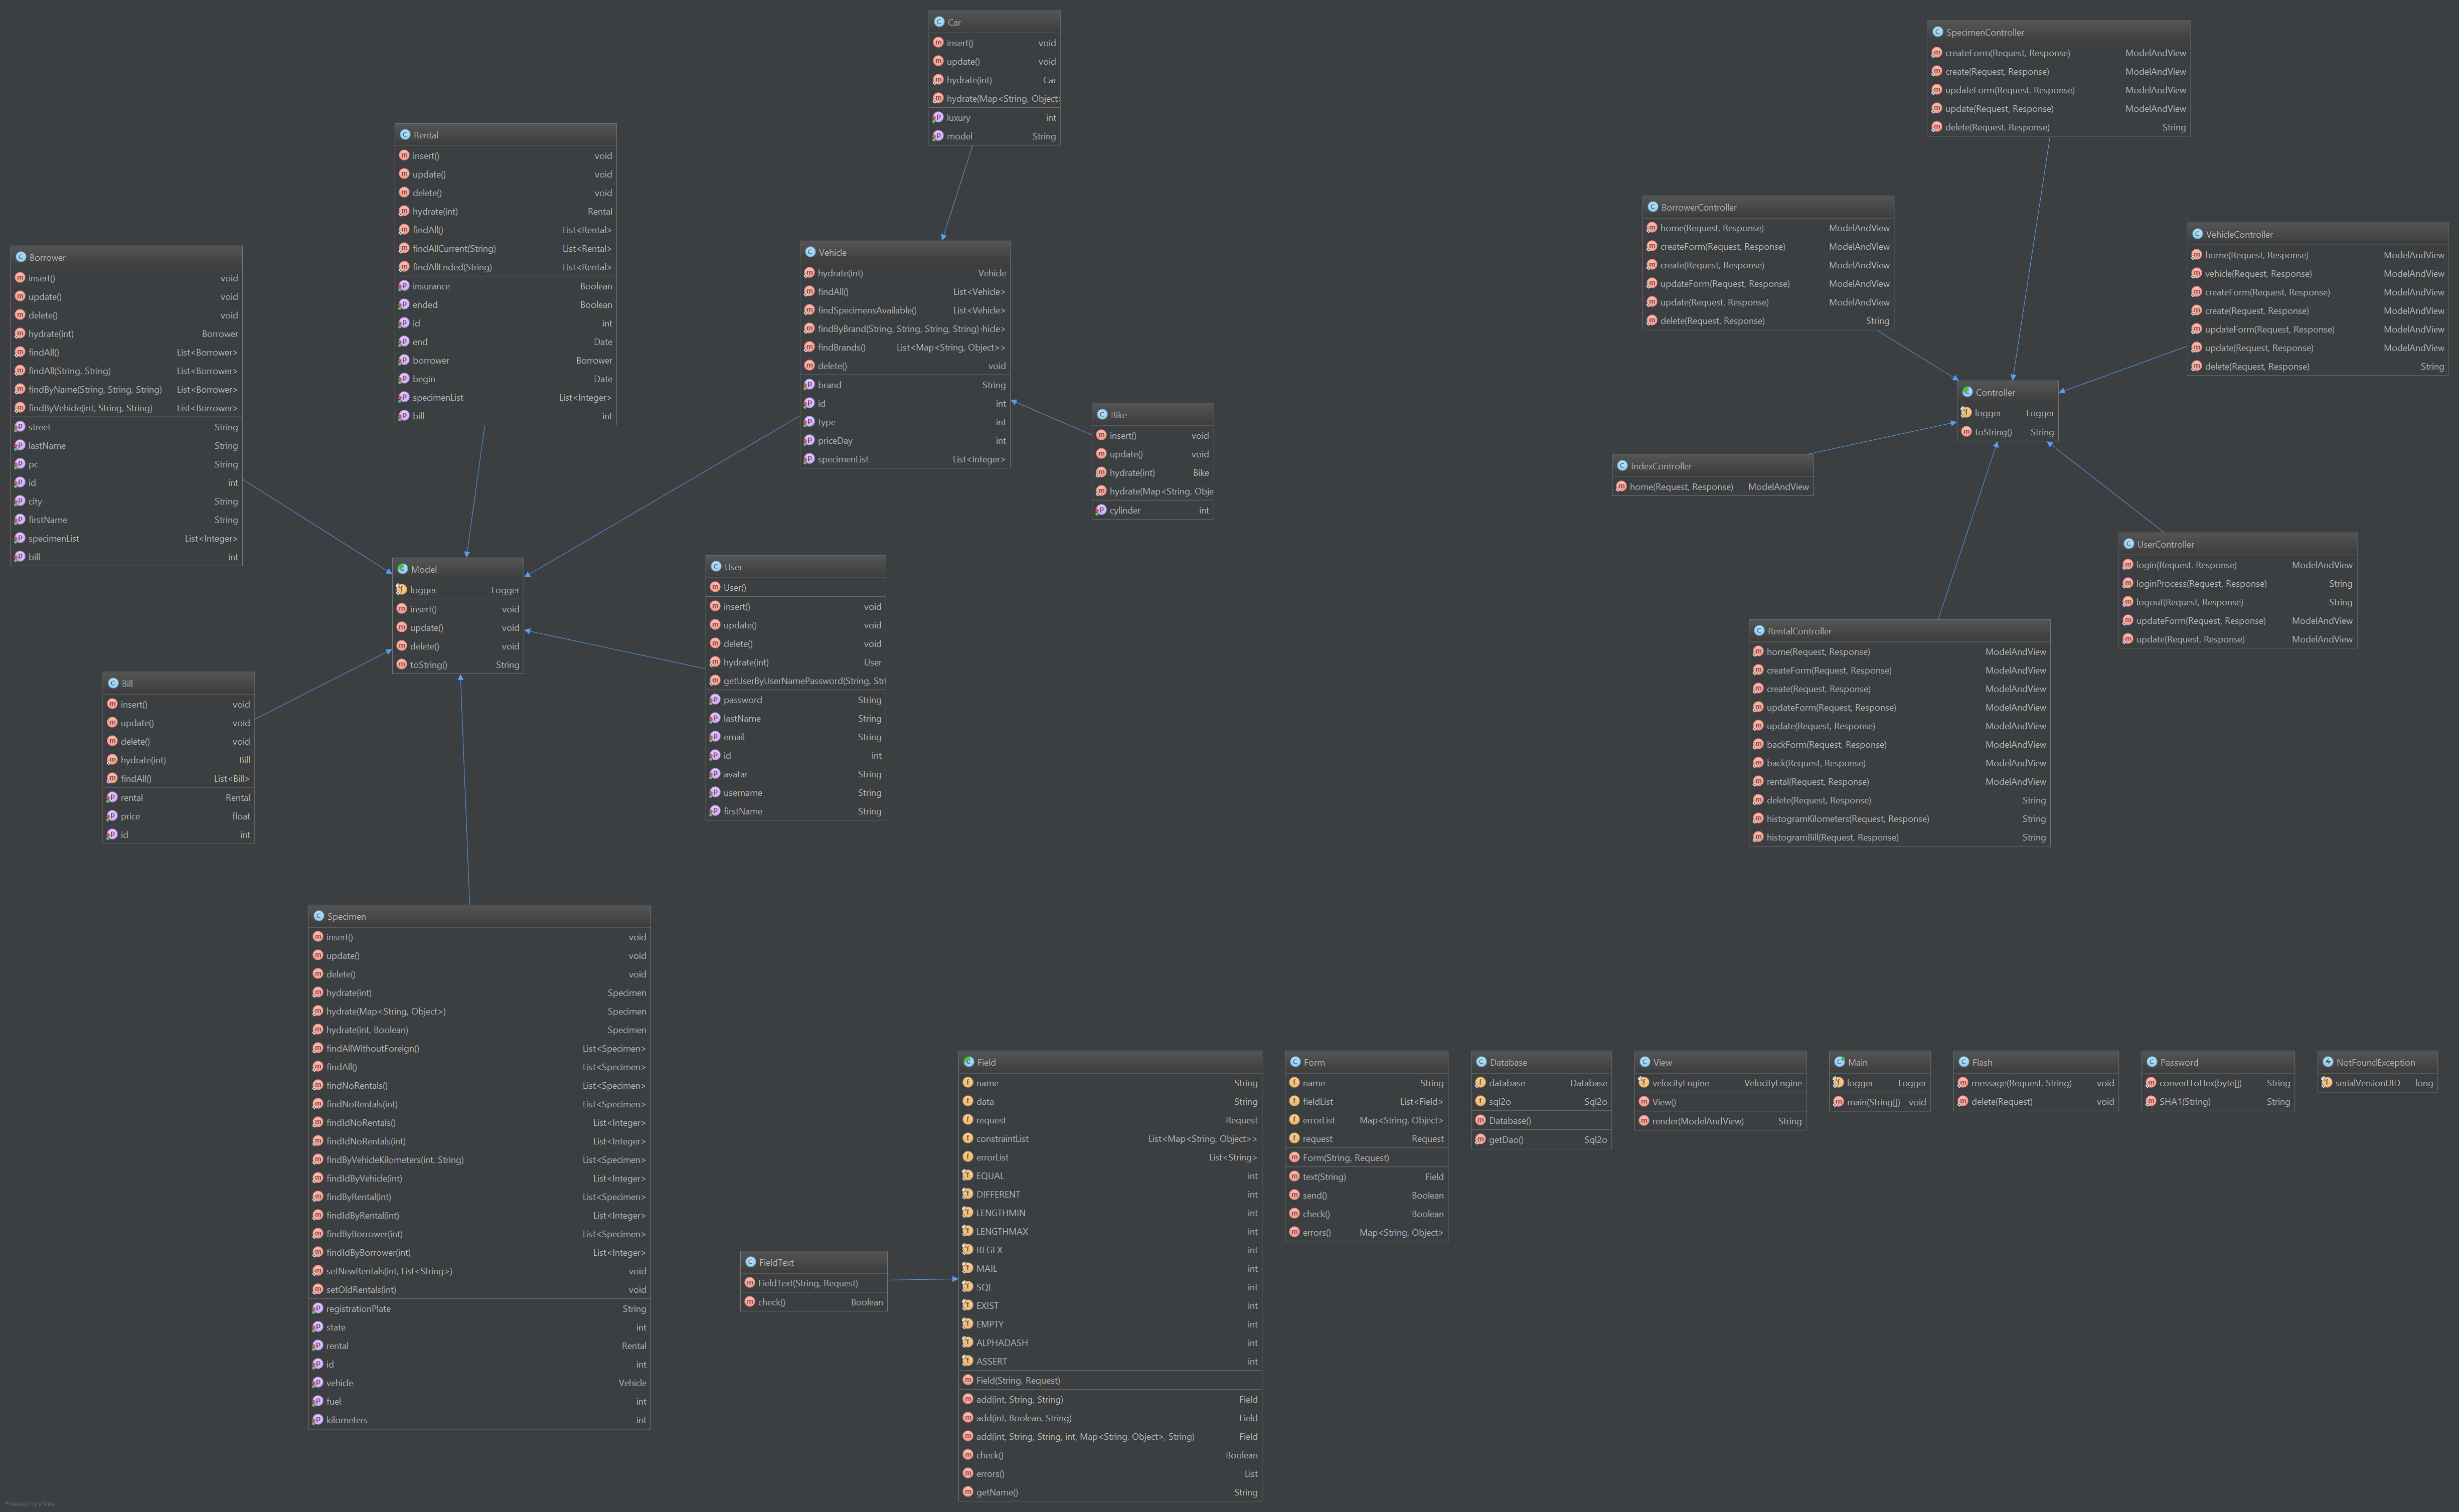 Car
insert() void
update() void
hydrate(int) Car
hydrate(Map<String, Object>
luxury int
model String
SpecimenController
createForm(Request, Response) ModelAndView
create(Request, Response) ModelAndView
updateForm(Request, Response) ModelAndView
update(Request, Response) ModelAndView
delete(Request, Response) String
Rental
insert() void
update() void
delete() void
hydrate(int) Rental
findAll() List<Rental>
findAllCurrent(String) List<Rental>
findAllEnded(String) List<Rental>
insurance Boolean
ended Boolean
id int
end Date
borrower Borrower
begin Date
specimenList List<Integer>
bill int
BorrowerController
home(Request, Response) ModelAndView
createForm(Request, Response) ModelAndView
create(Request, Response) ModelAndView
updateForm(Request, Response) ModelAndView
update(Request, Response) ModelAndView
delete(Request, Response) String
VehicleController
home(Request, Response) ModelAndView
vehicle(Request, Response) ModelAndView
createForm(Request, Response) ModelAndView
create(Request, Response) ModelAndView
updateForm(Request, Response) ModelAndView
update(Request, Response) ModelAndView
delete(Request, Response) String
Borrower
insert() void
update() void
delete() void
hydrate(int) Borrower
findAll() List<Borrower>
findAll(String, String) List<Borrower>
findByName(String, String, String) List<Borrower>
findByVehicle(int, String, String) List<Borrower>
street String
lastName String
pc String
id int
city String
firstName String
specimenList List<Integer>
bill int
Vehicle
hydrate(int) Vehicle
findAll() List<Vehicle>
findSpecimensAvailable() List<Vehicle>
findByBrand(String, String, String, String) hicle>
findBrands() List<Map<String, Object>>
delete() void
brand String
id int
type int
priceDay int
specimenList List<Integer>
Bike
insert() void
update() void
hydrate(int) Bike
hydrate(Map<String, Obje
cylinder int
Controller
logger Logger
toString() String
IndexController
home(Request, Response) ModelAndView
UserController
login(Request, Response) ModelAndView
loginProcess(Request, Response) String
logout(Request, Response) String
updateForm(Request, Response) ModelAndView
update(Request, Response) ModelAndView
Model
logger Logger
insert() void
update() void
delete() void
toString() String
User
User()
insert() void
update() void
delete() void
hydrate(int) User
getUserByUserNamePassword(String, Stri
password String
lastName String
email String
id int
avatar String
username String
firstName String
RentalController
home(Request, Response) ModelAndView
createForm(Request, Response) ModelAndView
create(Request, Response) ModelAndView
updateForm(Request, Response) ModelAndView
update(Request, Response) ModelAndView
backForm(Request, Response) ModelAndView
back(Request, Response) ModelAndView
rental(Request, Response) ModelAndView
delete(Request, Response) String
histogramKilometers(Request, Response) String
histogramBill(Request, Response) String
Bill
insert() void
update() void
delete() void
hydrate(int) Bill
findAll() List<Bill>
rental Rental
price float
id int
Specimen
insert() void
update() void
delete() void
hydrate(int) Specimen
hydrate(Map<String, Object>) Specimen
hydrate(int, Boolean) Specimen
findAllWithoutForeign() List<Specimen>
findAll() List<Specimen>
findNoRentals() List<Specimen>
findNoRentals(int) List<Specimen>
findIdNoRentals() List<Integer>
findIdNoRentals(int) List<Integer>
findByVehicleKilometers(int, String) List<Specimen>
findIdByVehicle(int) List<Integer>
findByRental(int) List<Specimen>
findIdByRental(int) List<Integer>
findByBorrower(int) List<Specimen>
findIdByBorrower(int) List<Integer>
setNewRentals(int, List<String>) void
setOldRentals(int) void
registrationPlate String
state int
rental Rental
id int
vehicle Vehicle
fuel int
kilometers int
FieldText
FieldText(String, Request)
check() Boolean
Field
name String
data String
request Request
constraintList List<Map<String, Object>>
errorList List<String>
EQUAL int
DIFFERENT int
LENGTHMIN int
LENGTHMAX int
REGEX int
MAIL int
SQL int
EXIST int
EMPTY int
ALPHADASH int
ASSERT int
Field(String, Request)
add(int, String, String) Field
add(int, Boolean, String) Field
add(int, String, String, int, Map<String, Object>, String) Field
check() Boolean
errors() List
getName() String
Form
name String
fieldList List<Field>
errorList Map<String, Object>
request Request
Form(String, Request)
text(String) Field
send() Boolean
check() Boolean
errors() Map<String, Object>
Database
database Database
sql2o Sql2o
Database()
getDao() Sql2o
View
velocityEngine VelocityEngine
View()
render(ModelAndView) String
Main
logger Logger
main(String[]) void
Flash
message(Request, String) void
delete(Request) void
Password
convertToHex(byte[]) String
SHA1(String) String
NotFoundException
serialVersionUID long
Powered by yFiles